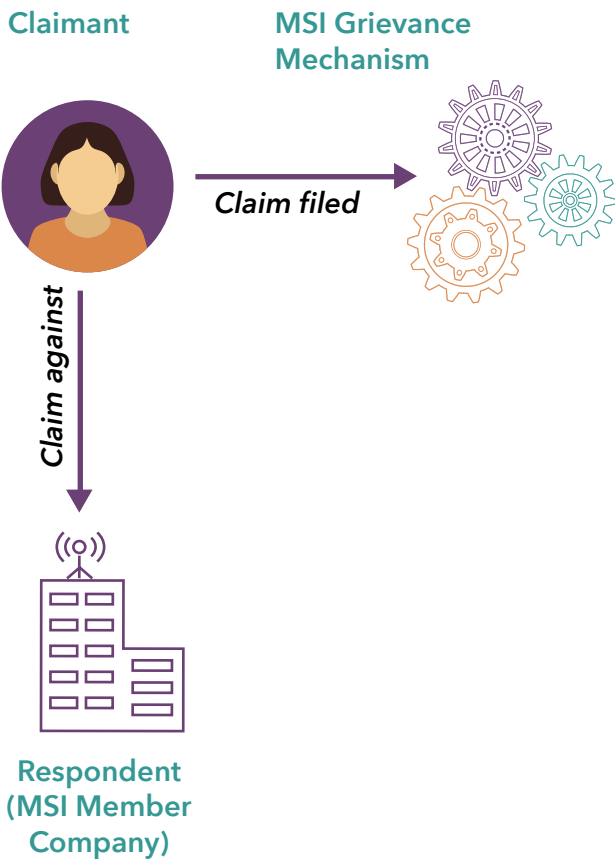 Claimant
MSI Grievance
Mechanism
Claim filed
Claim against
Respondent
(MSI Member
Company)